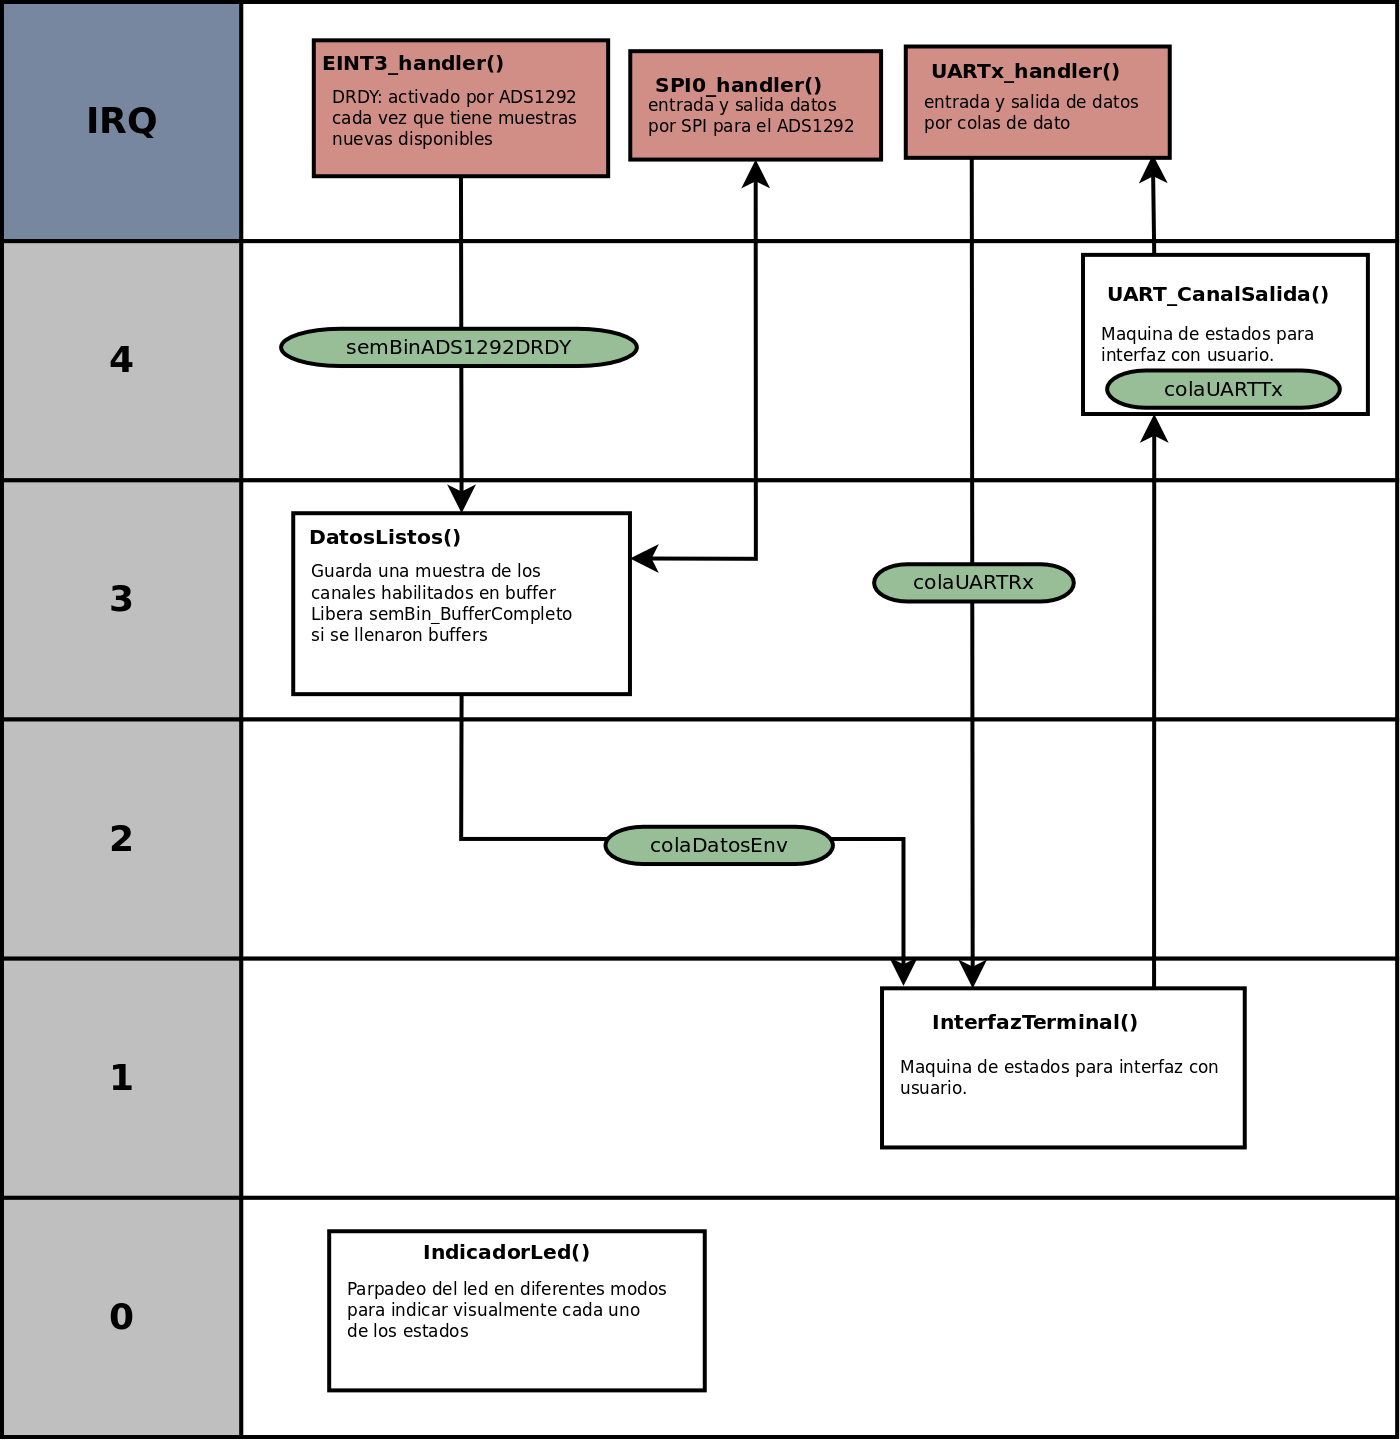 IRQ
EINT3_handler()
DRDY: activado por ADS1292
cada vez que tiene muestras
nuevas disponibles
SPI0_handler()
entrada y salida datos
por SPI para el ADS1292
UARTx_handler()
entrada y salida de datos
por colas de dato
4
semBinADS1292DRDY
UART_CanalSalida()
Maquina de estados para
interfaz con usuario.
colaUARTTx
3
DatosListos()
Guarda una muestra de los
canales habilitados en buffer
Libera semBin_BufferCompleto
si se llenaron buffers
colaUARTRx
2
colaDatosEnv
1
InterfazTerminal()
Maquina de estados para interfaz con
usuario.
0
IndicadorLed()
Parpadeo del led en diferentes modos
para indicar visualmente cada uno
de los estados